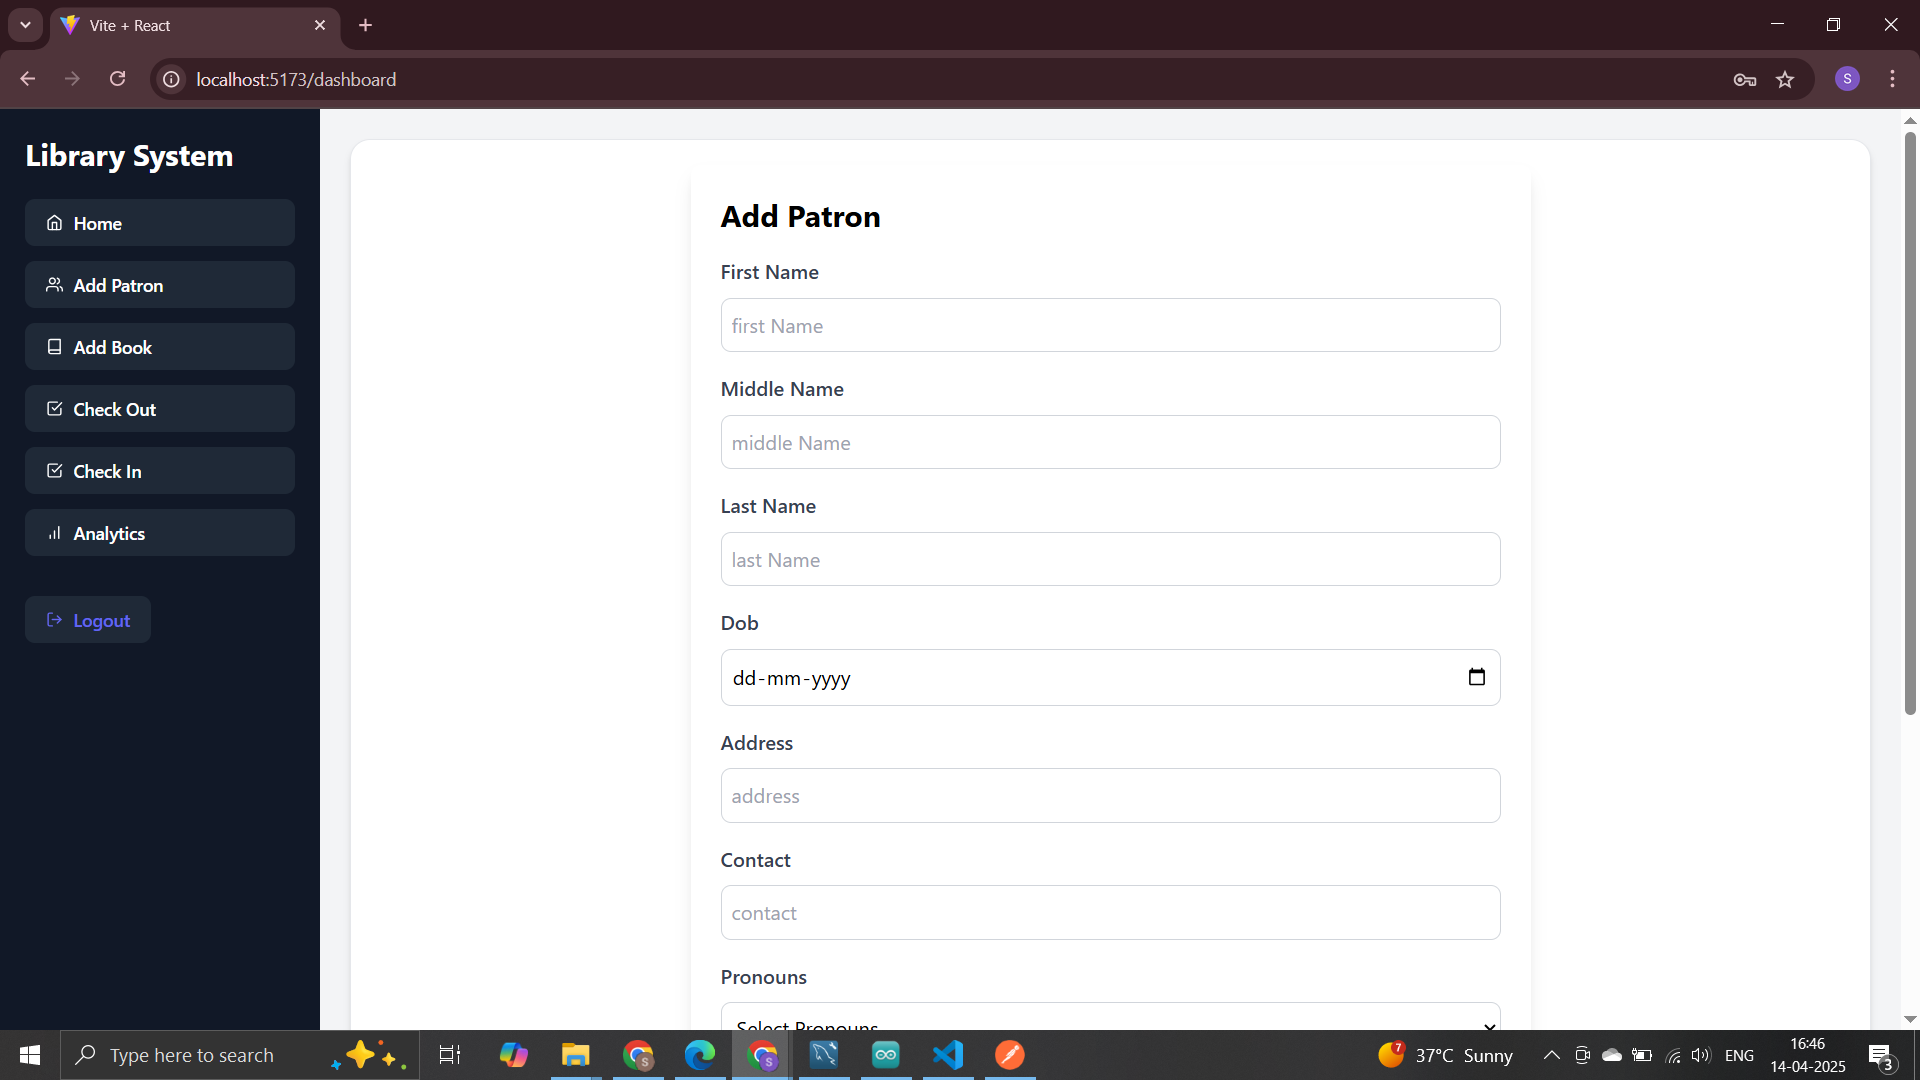 Vite + React
localhost:5173/dashboard
S
Library System
Home
Add Patron
Add Book
Check Out
Check In
Analytics
Logout
Add Patron
First Name
first Name
Middle Name
middle Name
Last Name
last Name
Dob
dd-mm-yyyy
Address
address
Contact
contact
Pronouns
Select Pronouns
Type here to search
S
S
7
37°C Sunny
ENG
16:46
14-04-2025
3